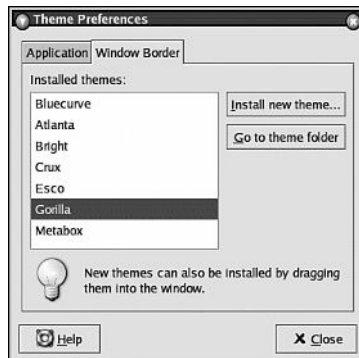 Theme Preferences
Application
Window Border
Installed themes:
Bluecurve
Atlanta
Bright
Crux
Esco
Gorilla
Metabox
Install new theme...
Go to theme folder
New themes can also be installed by dragging
them into the window.
Help
Close